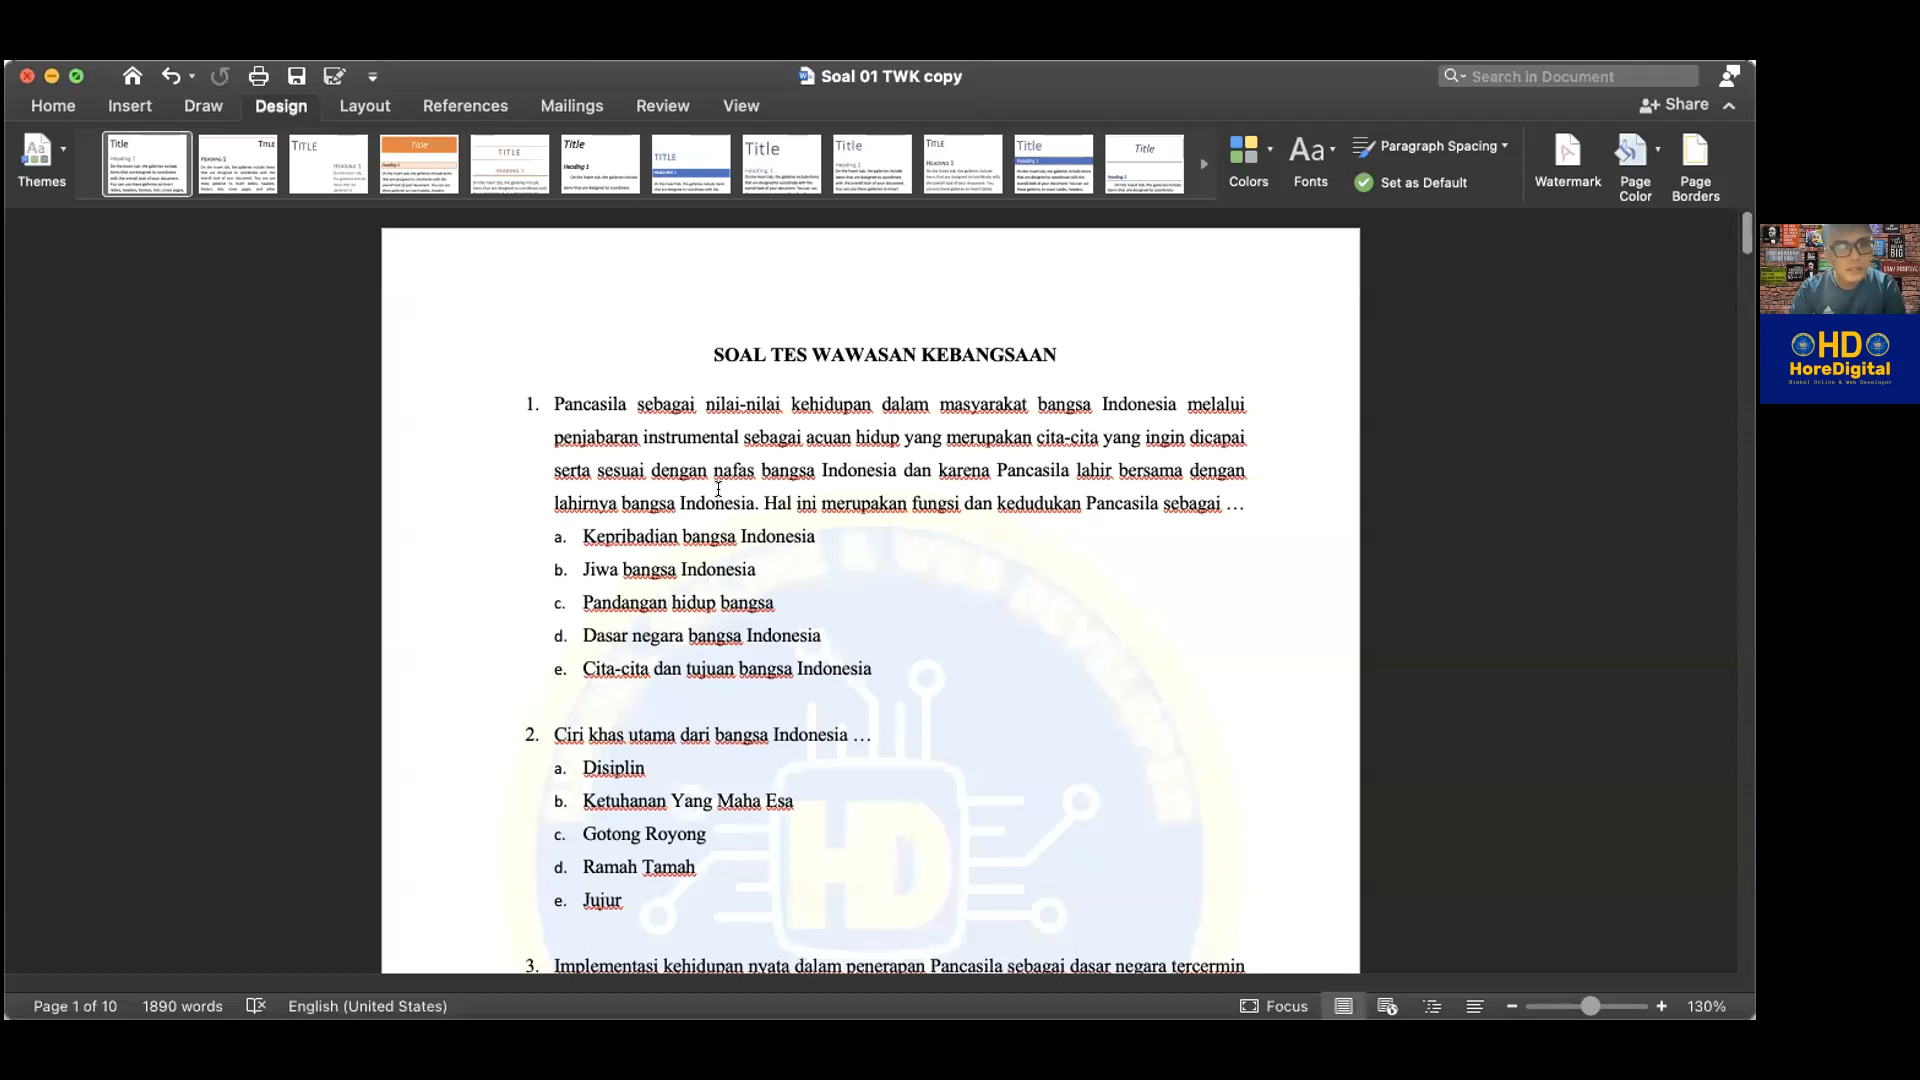 Soal 01 TWK copy
Search in Document
Home Insert Draw Design Layout References Mailings Review View
Share
Themes
Colors
Fonts
Paragraph Spacing
Set as Default
Watermark
Page Color
Page Borders
SOAL TES WAWASAN KEBANGSAAN
1. Pancasila sebagai nilai-nilai kehidupan dalam masyarakat bangsa Indonesia melalui
penjabaran instrumental sebagai acuan hidup yang merupakan cita-cita yang ingin dicapai
serta sesuai dengan nafas bangsa Indonesia dan karena Pancasila lahir bersama dengan
lahirnya bangsa Indonesia. Hal ini merupakan fungsi dan kedudukan Pancasila sebagai …
a. Kepribadian bangsa Indonesia
b. Jiwa bangsa Indonesia
c. Pandangan hidup bangsa
d. Dasar negara bangsa Indonesia
e. Cita-cita dan tujuan bangsa Indonesia
2. Ciri khas utama dari bangsa Indonesia …
a. Disiplin
b. Ketuhanan Yang Maha Esa
c. Gotong Royong
d. Ramah Tamah
e. Jujur
3. Implementasi kehidupan nyata dalam penerapan Pancasila sebagai dasar negara tercermin
HD
HD
HoreDigital
Bimbel Online & Web Developer
Page 1 of 10
1890 words
English (United States)
Focus
130%